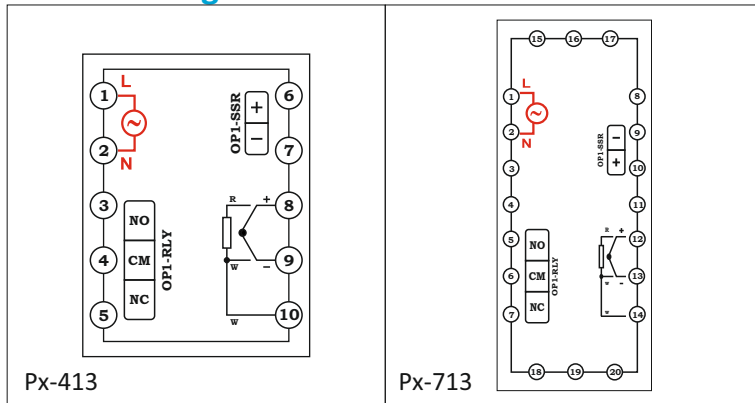 1
L
2
N
3
4
5
NO
CM
NC
OP1-RLY
OP1-SSR
+
−
6
7
8
9
10
R
+
W
−
W
Px-413
15
16
17
1
L
2
N
3
4
5
6
7
NO
CM
NC
OP1-RLY
8
9
10
11
12
13
14
OP1-SSR
−
+
R
+
W
−
W
18
19
20
Px-713